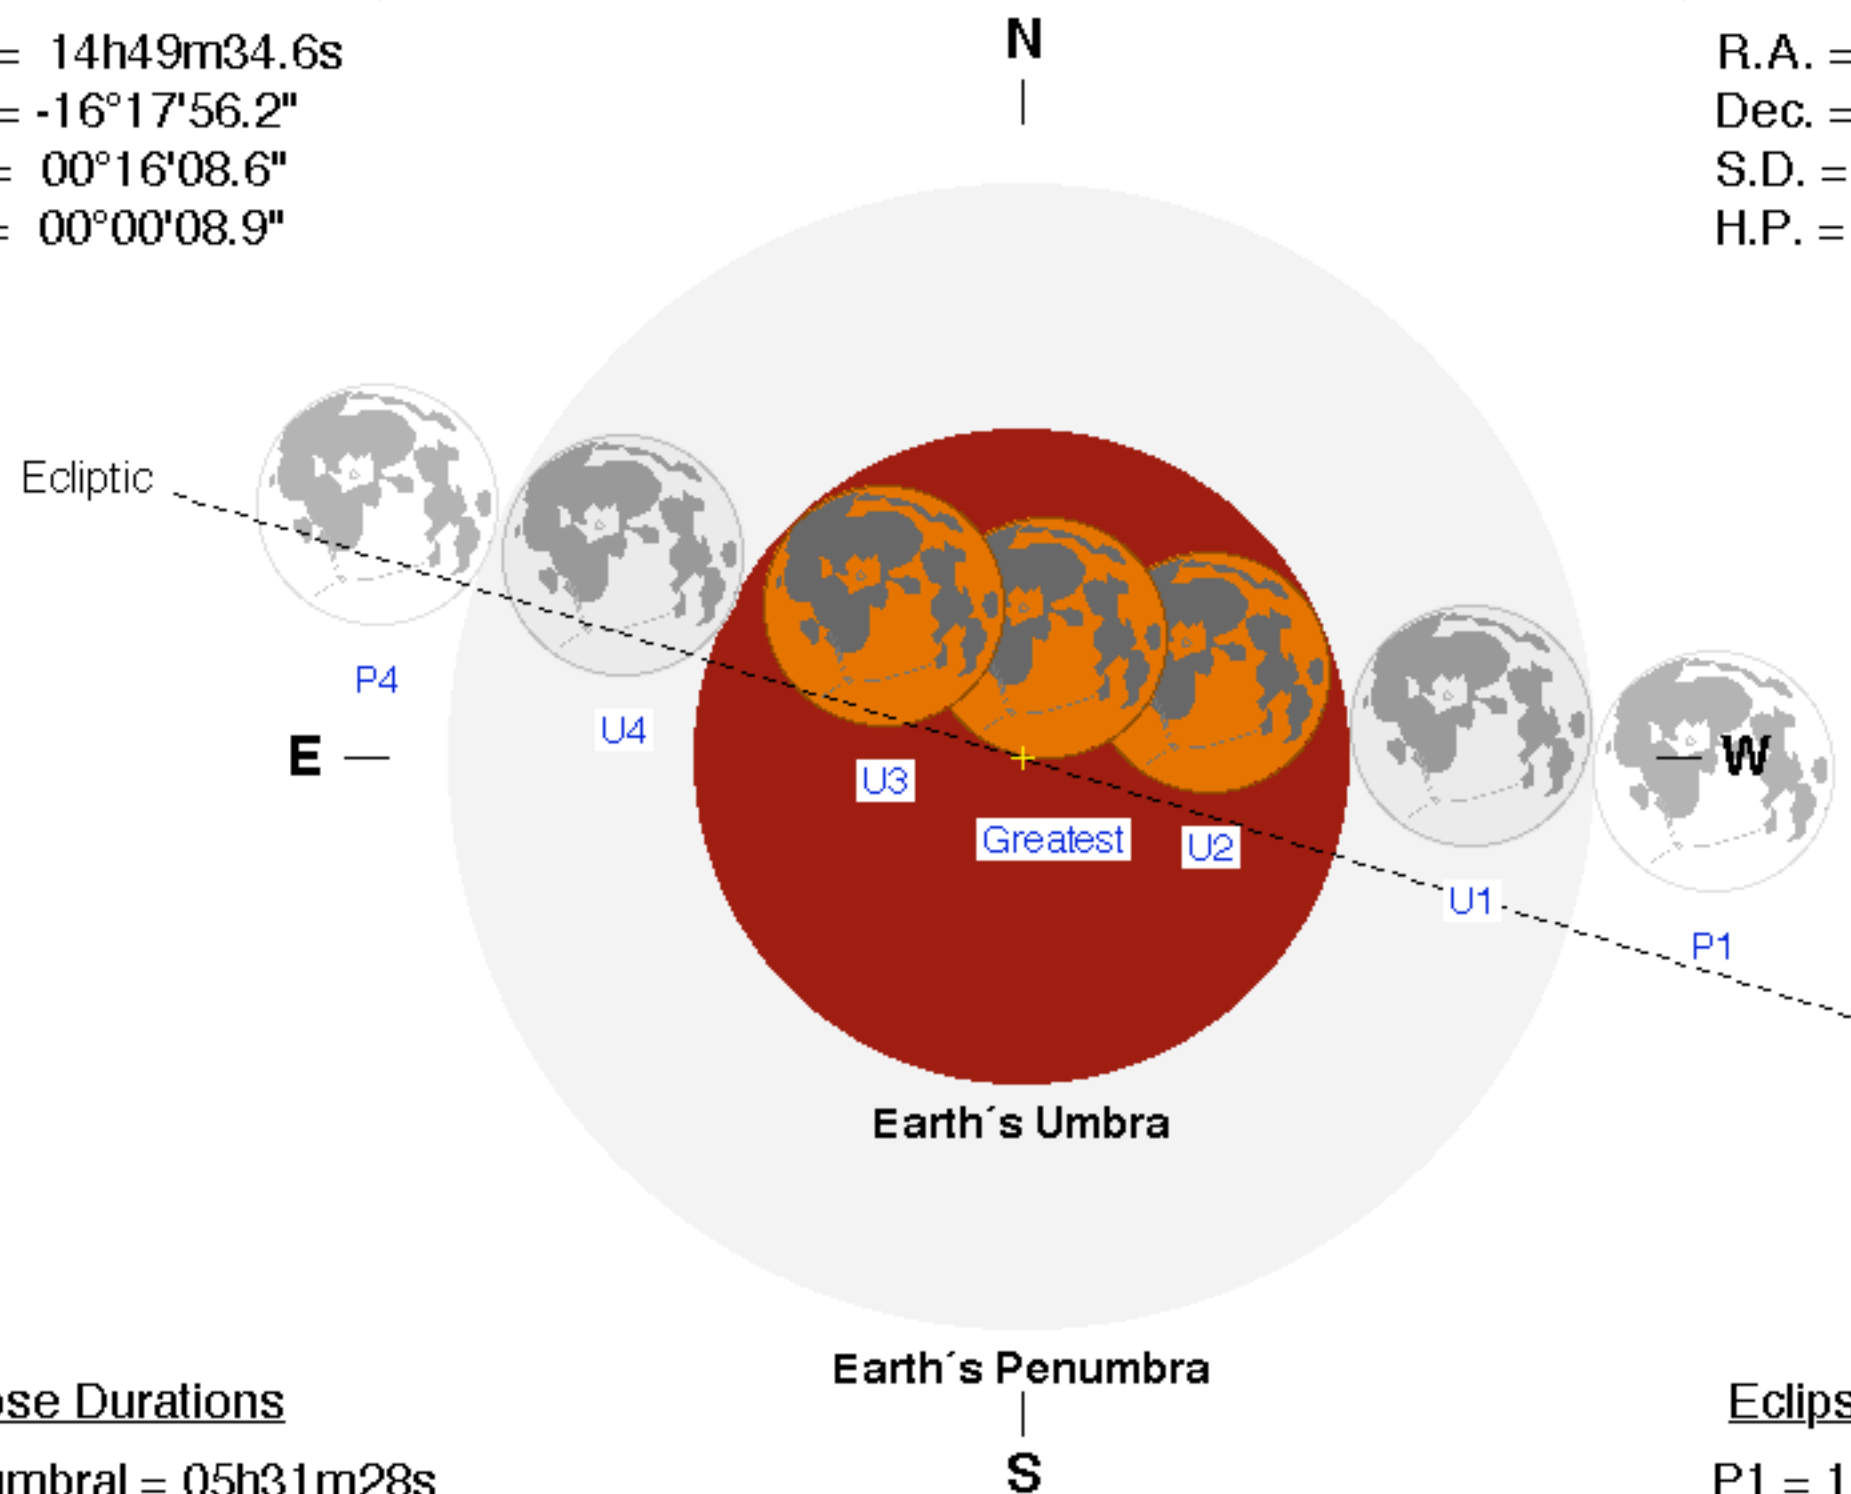 N
= 14h49m34.6s
= -16°17'56.2"
= 00°16'08.6"
= 00°00'08.9"
R.A. =
Dec. =
S.D. =
H.P. =
Ecliptic
P4
U4
E
U3
Greatest
U2
U1
W
P1
Earth´s Umbra
Earth´s Penumbra
S
se Durations
umbral = 05h31m28s
Eclips
P1 = 1